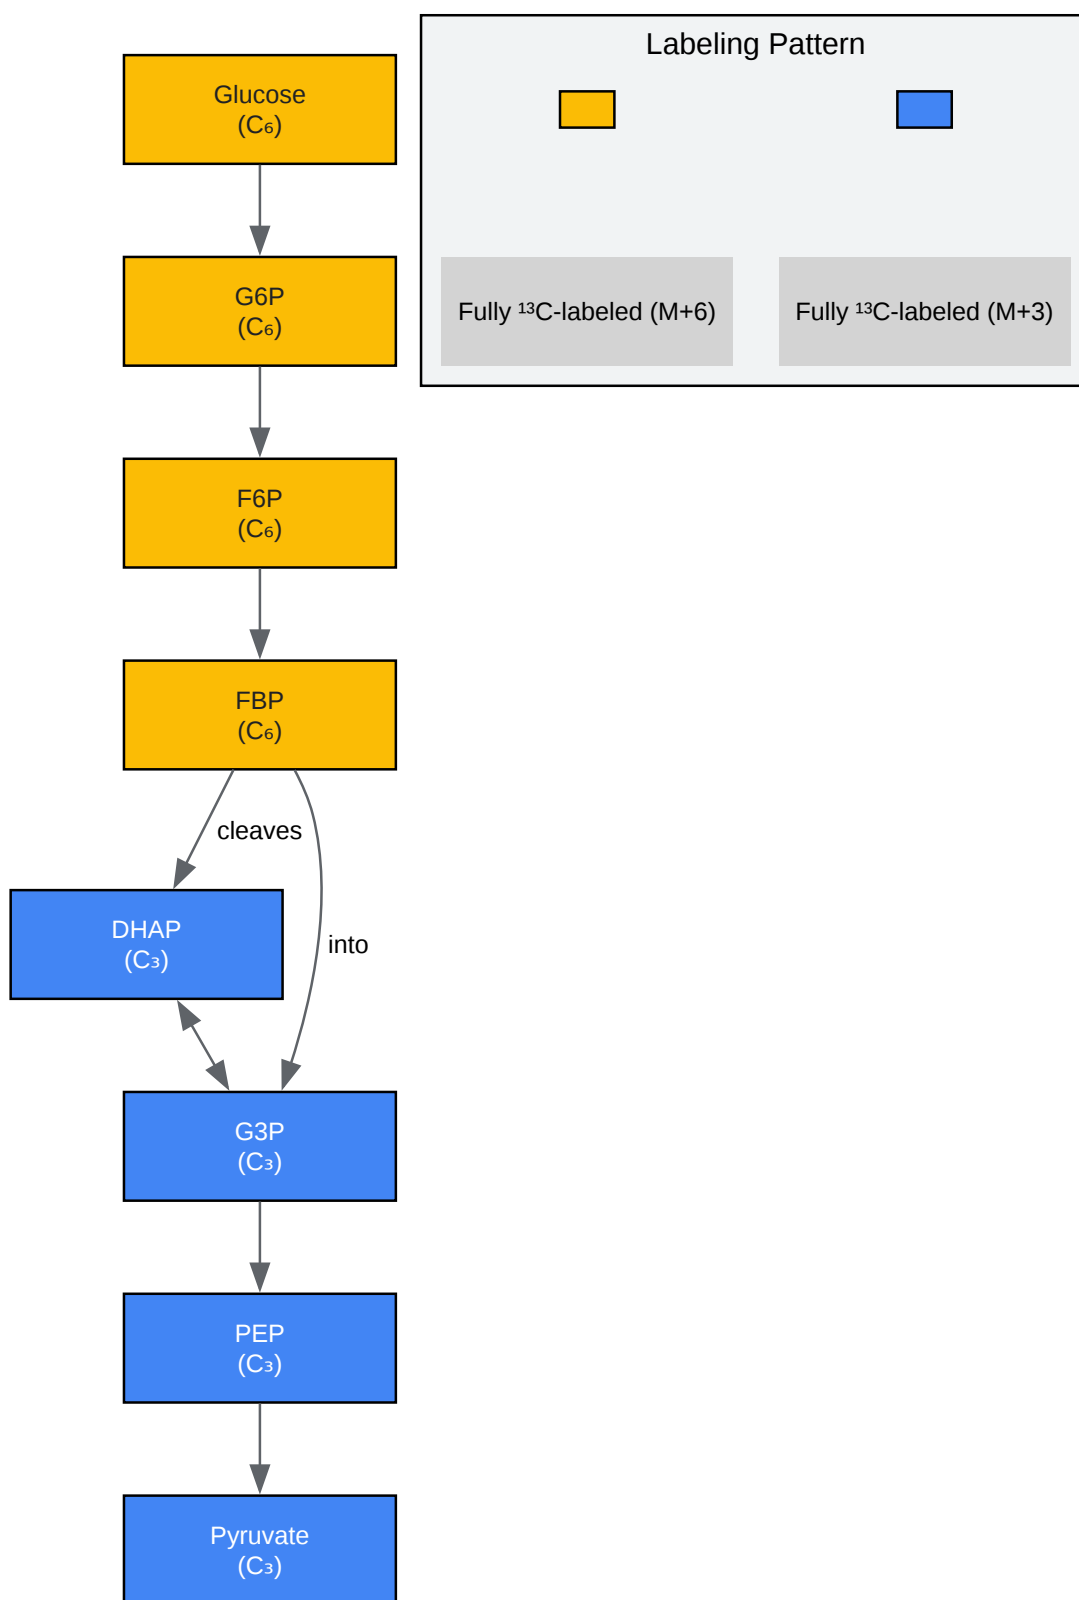 Labeling Pattern
Glucose
(C₆)
G6P
(C₆)
Fully ¹³C-labeled (M+6)
Fully ¹³C-labeled (M+3)
F6P
(C₆)
FBP
(C₆)
cleaves
DHAP
(C₃)
into
G3P
(C₃)
PEP
(C₃)
Pyruvate
(C₃)